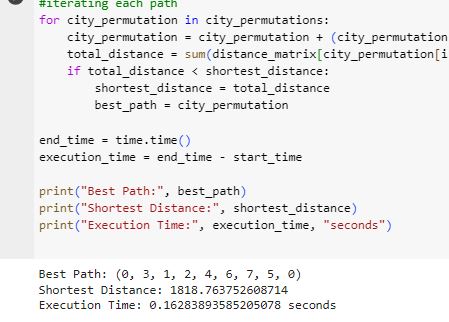 #iterating each path
for city_permutation in city_permutations:
city_permutation = city_permutation + (city_permutation
total_distance = sum(distance_matrix[city_permutation[i
if total_distance < shortest_distance:
shortest_distance = total_distance
best_path = city_permutation
end_time = time.time()
execution_time = end_time - start_time
print("Best Path:", best_path)
print("Shortest Distance:", shortest_distance)
print("Execution Time:", execution_time, "seconds")
Best Path: (0, 3, 1, 2, 4, 6, 7, 5, 0)
Shortest Distance: 1818.763752608714
Execution Time: 0.16283893585205078 seconds